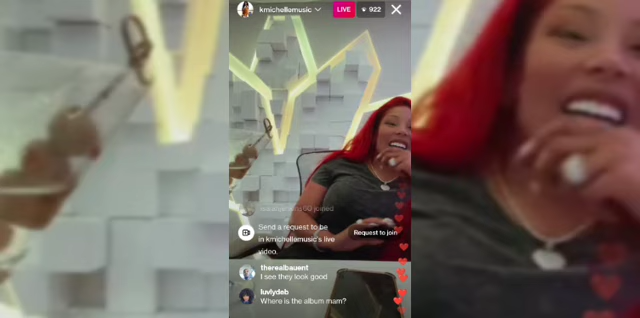 kmichellemusic
LIVE
922
joined
Send a request to be
in kmichellemusic's live
video.
Request to join
therealbauent
I see they look good
luvlydeb
Where is the album mam?